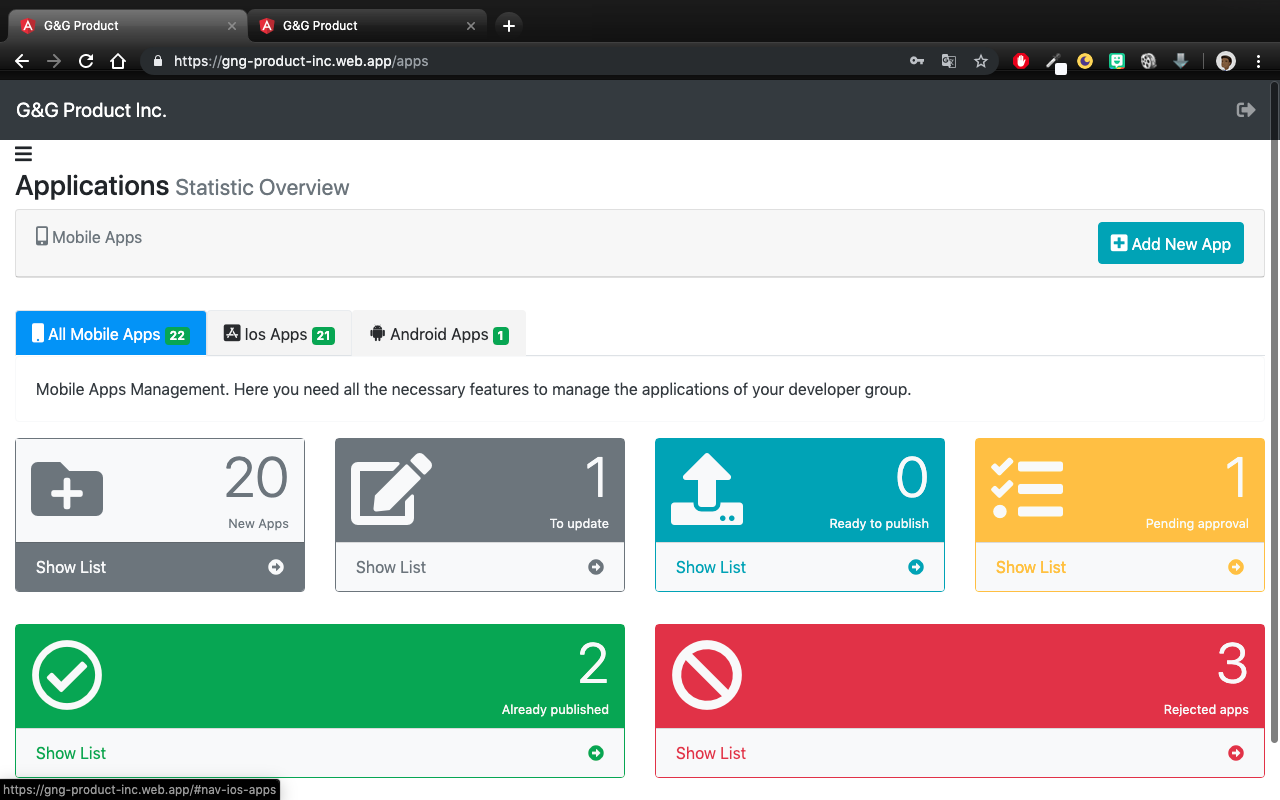 G&G Product
G&G Product
https://gng-product-inc.web.app/apps
G&G Product Inc.
Applications Statistic Overview
Mobile Apps
Add New App
All Mobile Apps 22
Ios Apps 21
Android Apps 1
Mobile Apps Management. Here you need all the necessary features to manage the applications of your developer group.
20
New Apps
Show List
1
To update
Show List
0
Ready to publish
Show List
1
Pending approval
Show List
2
Already published
Show List
3
Rejected apps
Show List
https://gng-product-inc.web.app/#nav-ios-apps